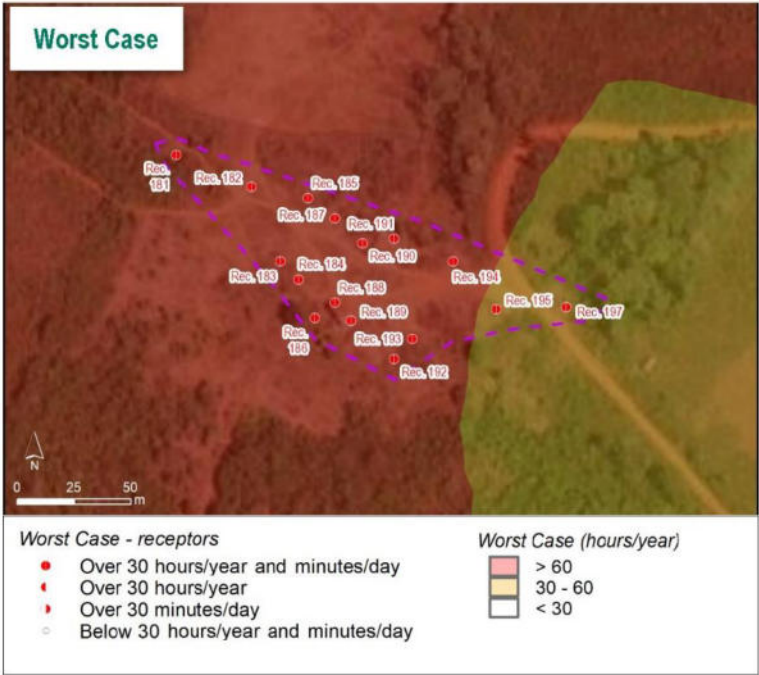 Worst Case
Rec.
181
Rec. 182
Rec. 185
Rec. 187
Rec. 191
Rec. 190
Rec. 183
Rec. 184
Rec. 194
Rec. 188
Rec. 189
Rec. 195
Rec. 197
Rec.
186
Rec. 193
Rec. 192
N
0 25 50
m
Worst Case - receptors
Over 30 hours/year and minutes/day
Over 30 hours/year
Over 30 minutes/day
Below 30 hours/year and minutes/day
Worst Case (hours/year)
> 60
30 - 60
< 30